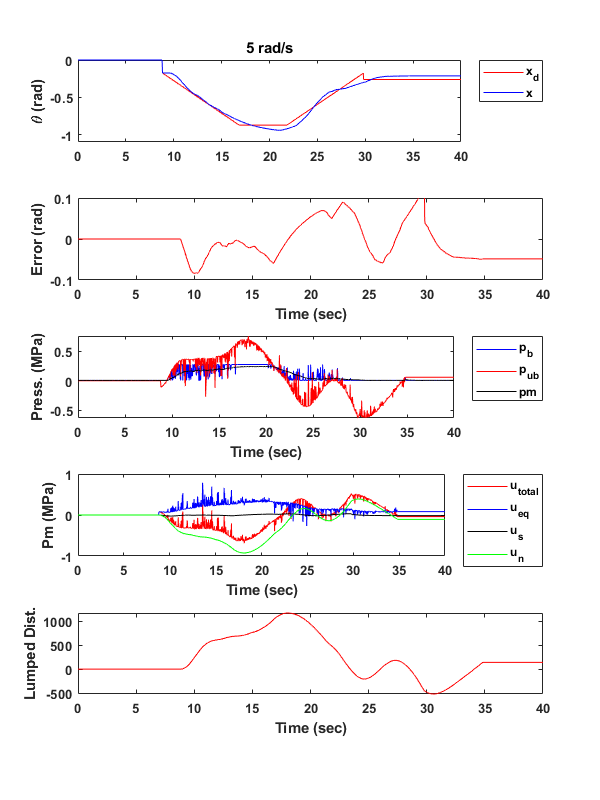 5 rad/s
0
-0.5
-1
θ (rad)
0 5 10 15 20 25 30 35 40
x_d
x
0.1
0
-0.1
Error (rad)
0 5 10 15 20 25 30 35 40
Time (sec)
0.5
0
-0.5
Press. (MPa)
0 5 10 15 20 25 30 35 40
Time (sec)
p_b
p_ub
pm
1
0
-1
Pm (MPa)
0 5 10 15 20 25 30 35 40
Time (sec)
u_total
u_eq
u_s
u_n
1000
500
0
-500
Lumped Dist.
0 5 10 15 20 25 30 35 40
Time (sec)